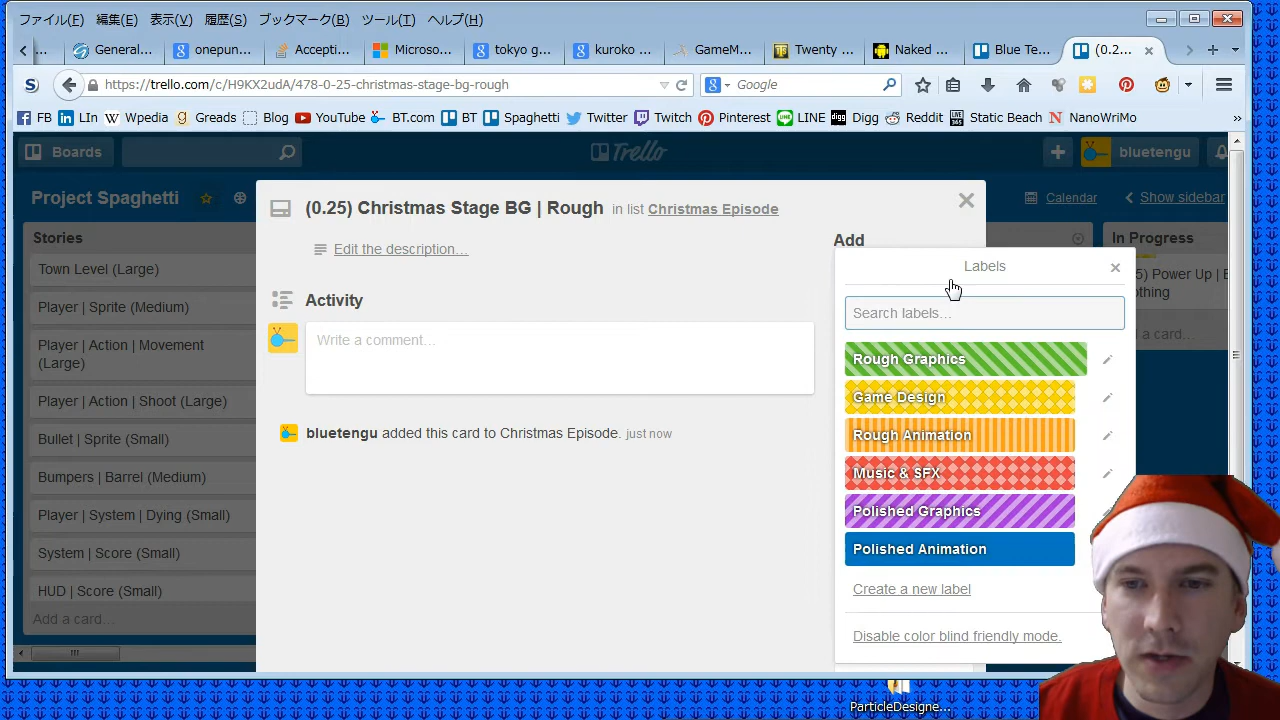 ファイル(F) 編集(E) 表示(V) 履歴(S) ブックマーク(B) ツール(T) ヘルプ(H)
... General... onepun... Accepti... Microso... tokyo g... kuroko ... GameM... Twenty ... Naked ... Blue Te... (0.2...
https://trello.com/c/H9KX2udA/478-0-25-christmas-stage-bg-rough
Google
FB LIn Wpedia Greads Blog YouTube BT.com BT Spaghetti Twitter Twitch Pinterest LINE Digg Reddit Static Beach NanoWriMo
Boards
Trello
bluetengu
Project Spaghetti
Calendar
Show sidebar
Stories
Town Level (Large)
Player | Sprite (Medium)
Player | Action | Movement
(Large)
Player | Action | Shoot (Large)
Bullet | Sprite (Small)
Bumpers | Barrel (Medium)
Player | System | Dying (Small)
System | Score (Small)
HUD | Score (Small)
Add a card...
(0.25) Christmas Stage BG | Rough in list Christmas Episode
Edit the description...
Activity
Write a comment...
bluetengu added this card to Christmas Episode. just now
Add
Labels
Search labels...
Rough Graphics
Game Design
Rough Animation
Music & SFX
Polished Graphics
Polished Animation
Create a new label
Disable color blind friendly mode.
In Progress
5) Power Up | B
othing
d a card...
ParticleDesigne...